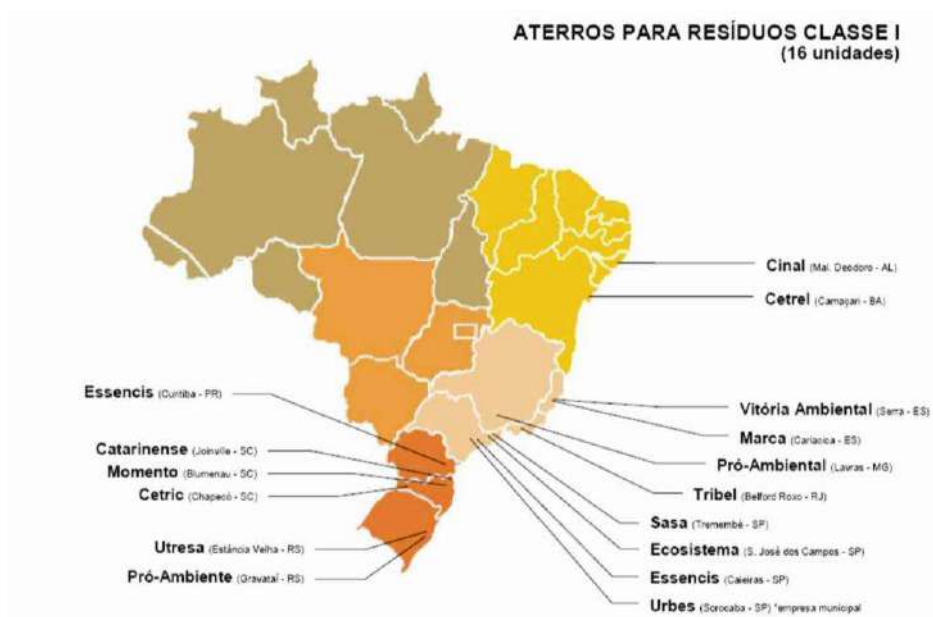 ATERROS PARA RESÍDUOS CLASSE I
(16 unidades)
Cinal (Mal. Deodoro - AL)
Cetrel (Camaçari - BA)
Essencis (Curitiba - PR)
Vitória Ambiental (Serra - ES)
Marca (Cariacica - ES)
Catarinense (Joinville - SC)
Pró-Ambiental (Lavras - MG)
Momento (Blumenau - SC)
Cetric (Chapecó - SC)
Tribel (Belford Roxo - RJ)
Sasa (Tremembé - SP)
Utresa (Estância Velha - RS)
Ecosistema (S. José dos Campos - SP)
Pró-Ambiente (Gravataí - RS)
Essencis (Caieiras - SP)
Urbes (Sorocaba - SP) *empresa municipal